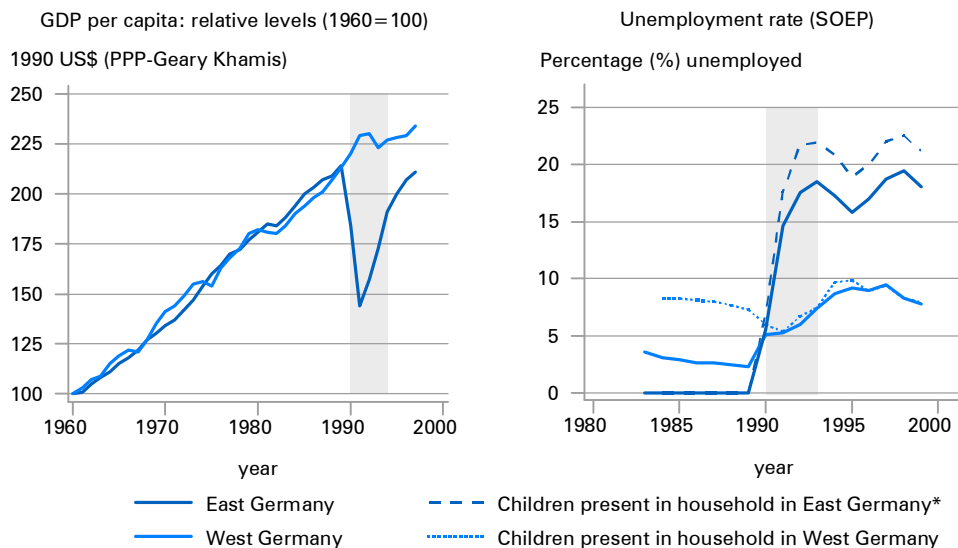 GDP per capita: relative levels (1960=100)
1990 US$ (PPP-Geary Khamis)
250
225
200
175
150
125
100
1960
1970
1980
1990
2000
year
Unemployment rate (SOEP)
Percentage (%) unemployed
25
20
15
10
5
0
1980
1985
1990
1995
2000
year
East Germany
West Germany
Children present in household in East Germany*
Children present in household in West Germany